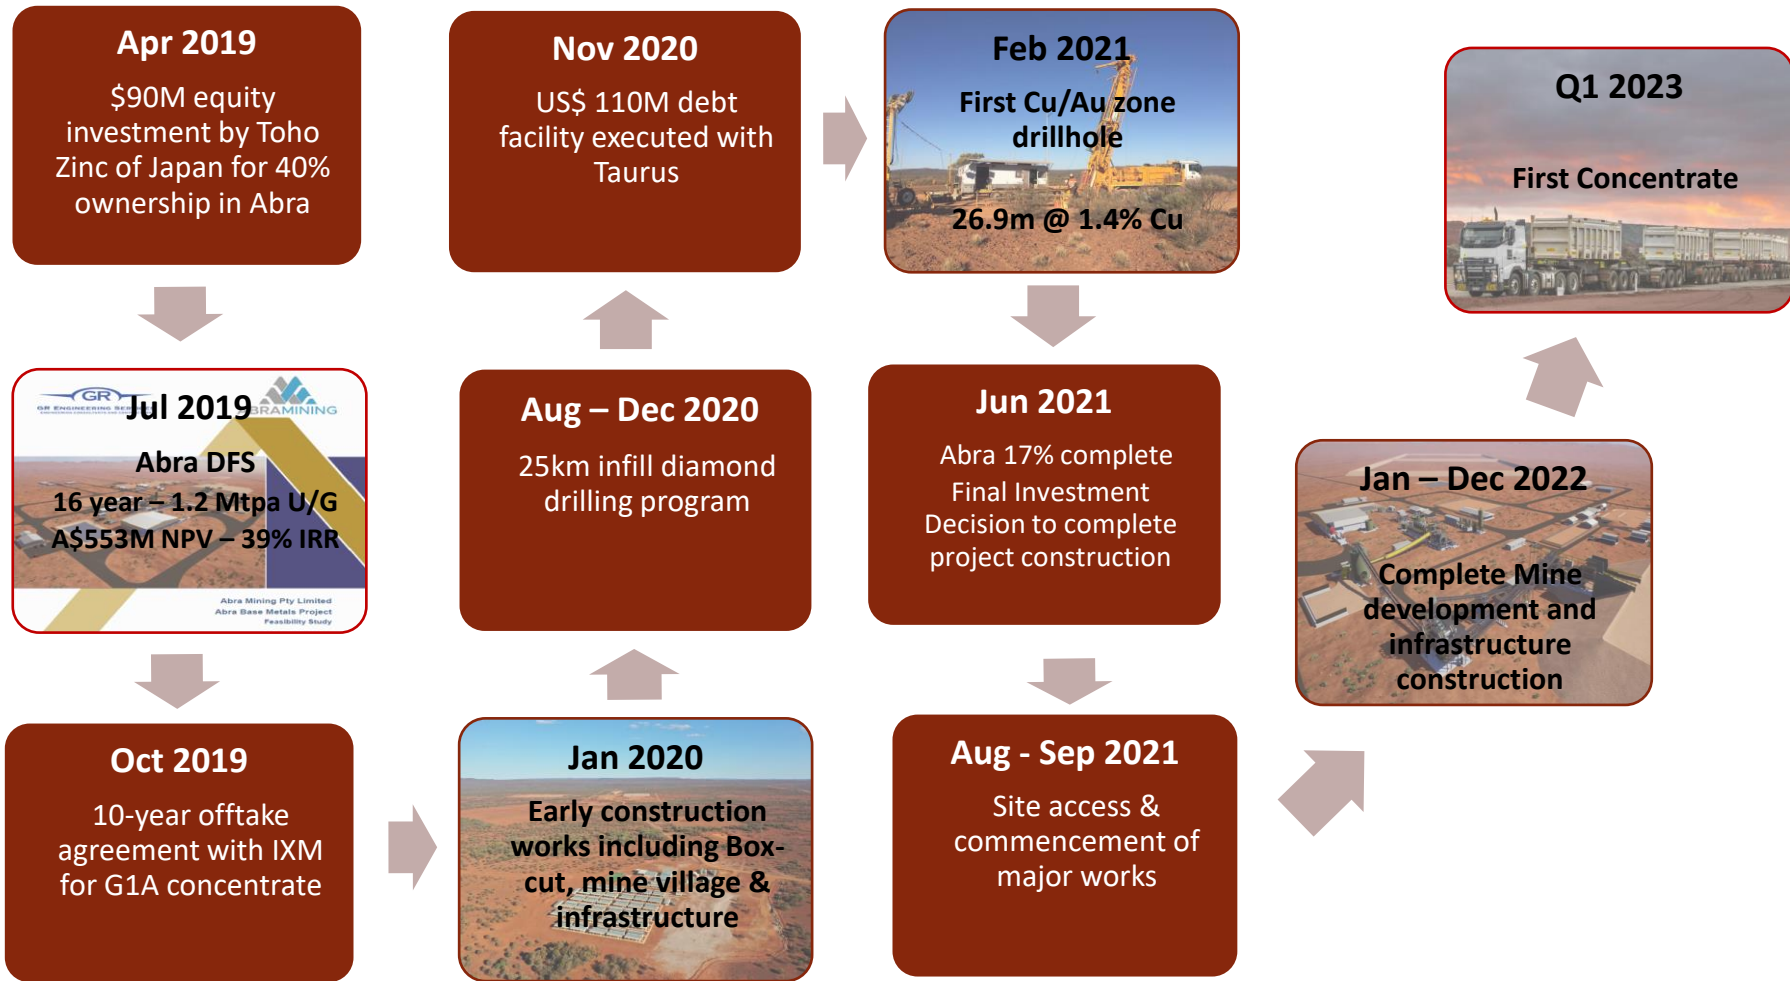 Apr 2019
$90M equity
investment by Toho
Zinc of Japan for 40%
ownership in Abra
GR
GR ENGINEERING
BRAMINING
Jul 2019
Abra DFS
16 year – 1.2 Mtpa U/G
A$553M NPV – 39% IRR
Abra Mining Pty Limited
Abra Base Metals Project
Feasibility Study
Oct 2019
10-year offtake
agreement with IXM
for G1A concentrate
Jan 2020
Early construction
works including Box-
cut, mine village &
infrastructure
Aug – Dec 2020
25km infill diamond
drilling program
Nov 2020
US$ 110M debt
facility executed with
Taurus
Feb 2021
First Cu/Au zone
drillhole
26.9m @ 1.4% Cu
Jun 2021
Abra 17% complete
Final Investment
Decision to complete
project construction
Aug - Sep 2021
Site access &
commencement of
major works
Jan – Dec 2022
Complete Mine
development and
infrastructure
construction
Q1 2023
First Concentrate